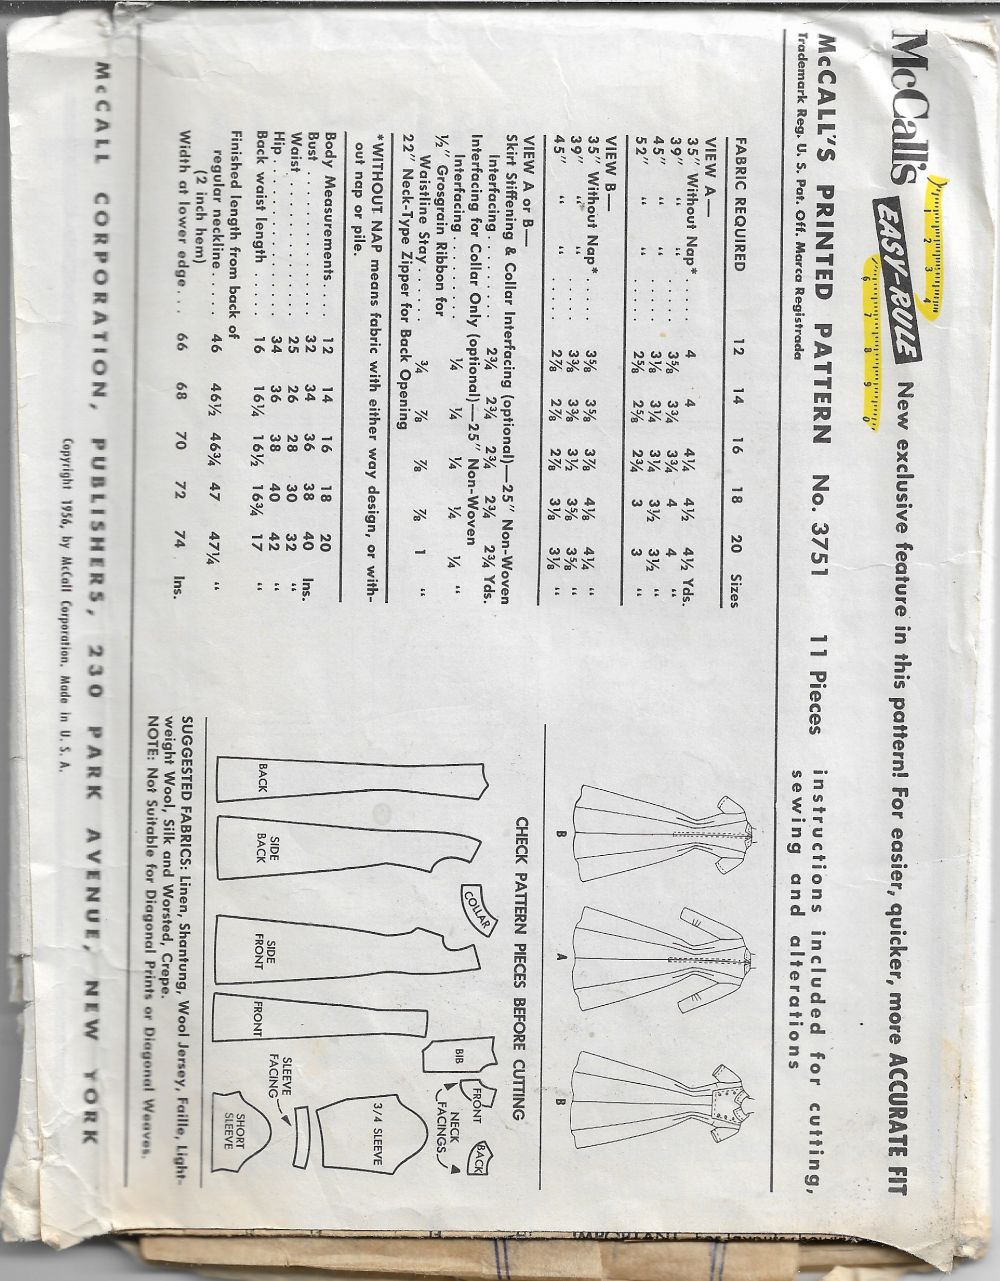 McCall's EASY-RULE New exclusive feature in this pattern! For easier, quicker, more ACCURATE FIT
1 2 3 4
6 7 8 9 0
McCALL'S PRINTED PATTERN No. 3751 11 Pieces instructions included for cutting,
Trademark Reg. U. S. Pat. Off. Marca Registrada sewing and alterations
FABRIC REQUIRED 12 14 16 18 20 Sizes
VIEW A—
35" Without Nap* ..... 4 4 4¼ 4½ 4½ Yds.
39" " " ..... 3⅝ 3¾ 3¾ 4 4 "
45" " " ..... 3⅛ 3¼ 3¼ 3½ 3½ "
52" " " ..... 2⅝ 2⅝ 2¾ 3 3 "
VIEW B—
35" Without Nap* ..... 3⅝ 3⅝ 3⅞ 4⅛ 4¼ "
39" " " ..... 3⅜ 3⅜ 3½ 3⅝ 3⅝ "
45" " " ..... 2⅞ 2⅞ 2⅞ 3⅛ 3⅛ "
VIEW A or B—
Skirt Stiffening & Collar Interfacing (optional)—25" Non-Woven
Interfacing ....... 2¾ 2¾ 2¾ 2¾ 2¾ Yds.
Interfacing for Collar Only (optional)—25" Non-Woven
Interfacing ....... ¼ ¼ ¼ ¼ ¼ "
½" Grosgrain Ribbon for
Waistline Stay ..... ¾ ⅞ ⅞ ⅞ 1 "
22" Neck-Type Zipper for Back Opening
*WITHOUT NAP means fabric with either way design, or with-
out nap or pile.
Body Measurements .... 12 14 16 18 20
Bust ............ 32 34 36 38 40 Ins.
Waist ............ 25 26 28 30 32 "
Hip ............ 34 36 38 40 42 "
Back waist length ..... 16 16¼ 16½ 16¾ 17 "
Finished length from back of
regular neckline ..... 46 46½ 46¾ 47 47¼ "
(2 inch hem)
Width at lower edge ... 66 68 70 72 74 Ins.
B
A
B
CHECK PATTERN PIECES BEFORE CUTTING
BACK
SIDE BACK
COLLAR
SIDE FRONT
FRONT
BIB
FRONT
NECK FACINGS
BACK
SLEEVE FACING
3/4 SLEEVE
SHORT SLEEVE
SUGGESTED FABRICS: Linen, Shantung, Wool Jersey, Faille, Light-
weight Wool, Silk and Worsted, Crepe.
NOTE: Not Suitable for Diagonal Prints or Diagonal Weaves.
McCALL CORPORATION, PUBLISHERS, 230 PARK AVENUE, NEW YORK
Copyright 1956, by McCall Corporation. Made in U. S. A.